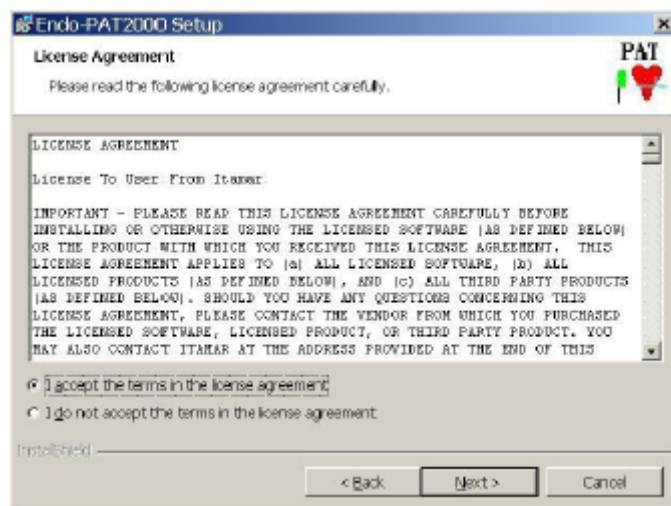 Endo-PAT2000 Setup
License Agreement
PAT
Please read the following license agreement carefully.
LICENSE AGREEMENT
License To User From Itamar
IMPORTANT - PLEASE READ THIS LICENSE AGREEMENT CAREFULLY BEFORE
INSTALLING OR OTHERWISE USING THE LICENSED SOFTWARE (AS DEFINED BELOW)
OR THE PRODUCT WITH WHICH YOU RECEIVED THIS LICENSE AGREEMENT. THIS
LICENSE AGREEMENT APPLIES TO (a) ALL LICENSED SOFTWARE, (b) ALL
LICENSED PRODUCTS (AS DEFINED BELOW), AND (c) ALL THIRD PARTY PRODUCTS
(AS DEFINED BELOW). SHOULD YOU HAVE ANY QUESTIONS CONCERNING THIS
LICENSE AGREEMENT, PLEASE CONTACT THE VENDOR FROM WHICH YOU PURCHASED
THE LICENSED SOFTWARE, LICENSED PRODUCT, OR THIRD PARTY PRODUCT. YOU
MAY ALSO CONTACT ITAMAR AT THE ADDRESS PROVIDED AT THE END OF THIS
I accept the terms in the license agreement
I do not accept the terms in the license agreement
InstallShield
< Back
Next >
Cancel